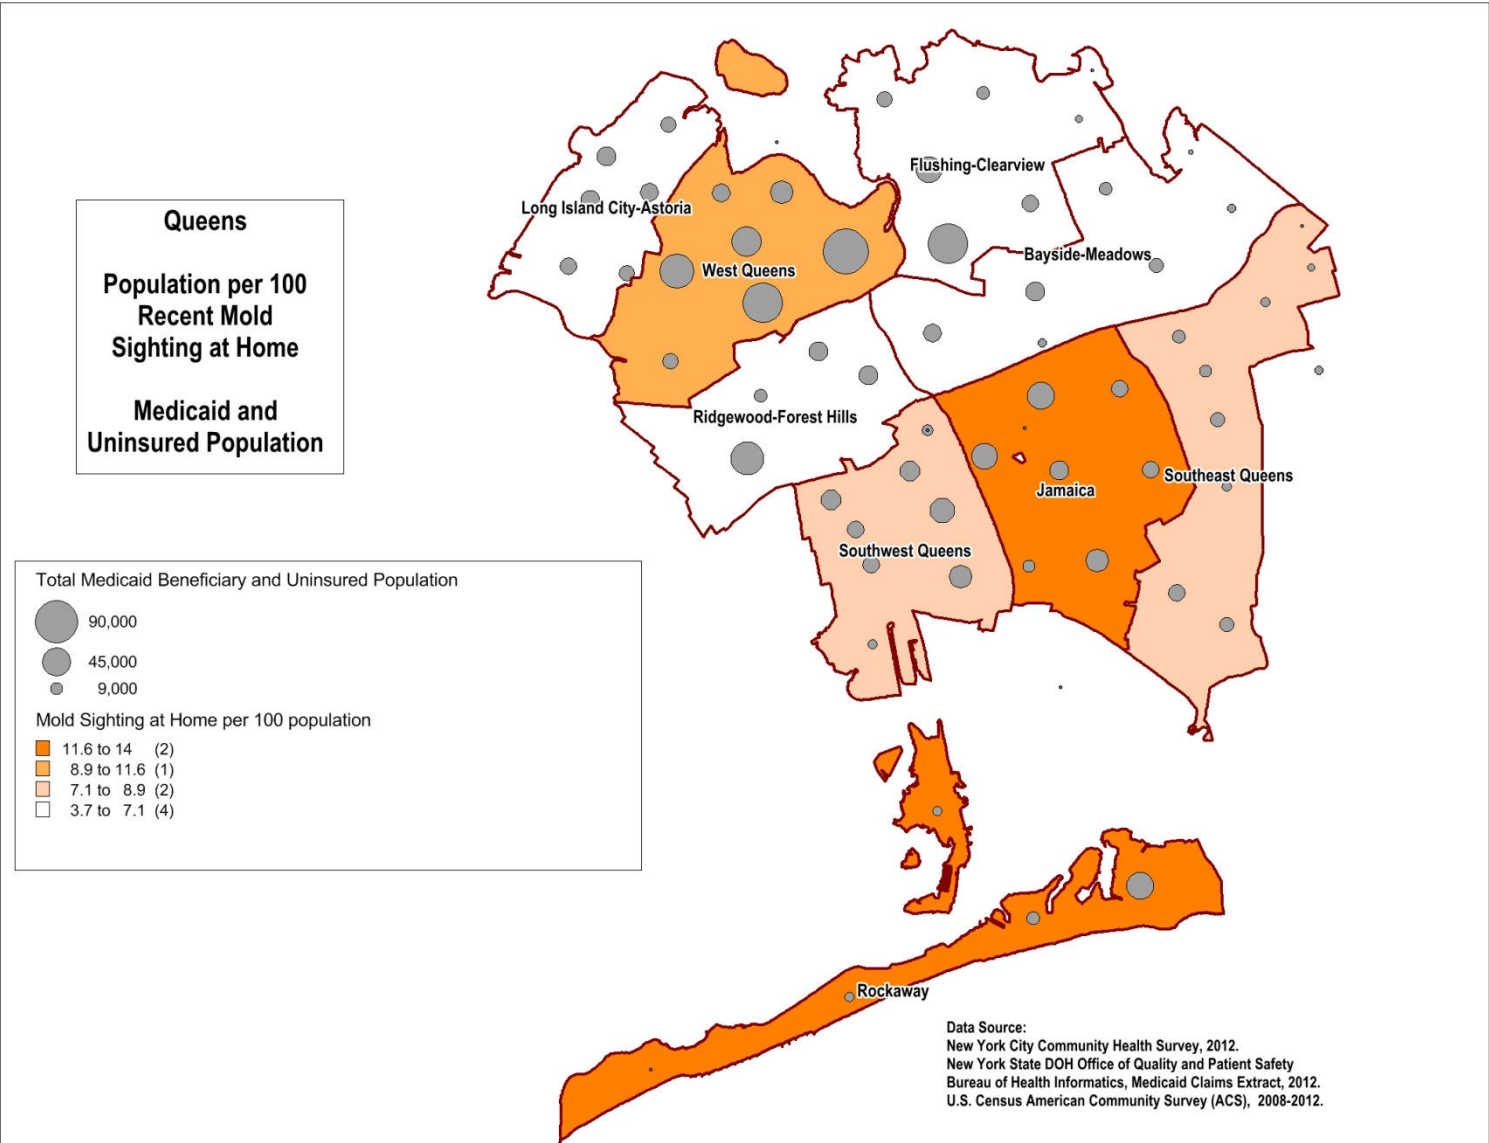 Queens
Population per 100
Recent Mold
Sighting at Home
Medicaid and
Uninsured Population
Flushing-Clearview
Long Island City-Astoria
Bayside-Meadows
West Queens
Ridgewood-Forest Hills
Southeast Queens
Jamaica
Southwest Queens
Total Medicaid Beneficiary and Uninsured Population
90,000
45,000
9,000
Mold Sighting at Home per 100 population
11.6 to 14 (2)
8.9 to 11.6 (1)
7.1 to 8.9 (2)
3.7 to 7.1 (4)
Rockaway
Data Source:
New York City Community Health Survey, 2012.
New York State DOH Office of Quality and Patient Safety
Bureau of Health Informatics, Medicaid Claims Extract, 2012.
U.S. Census American Community Survey (ACS), 2008-2012.